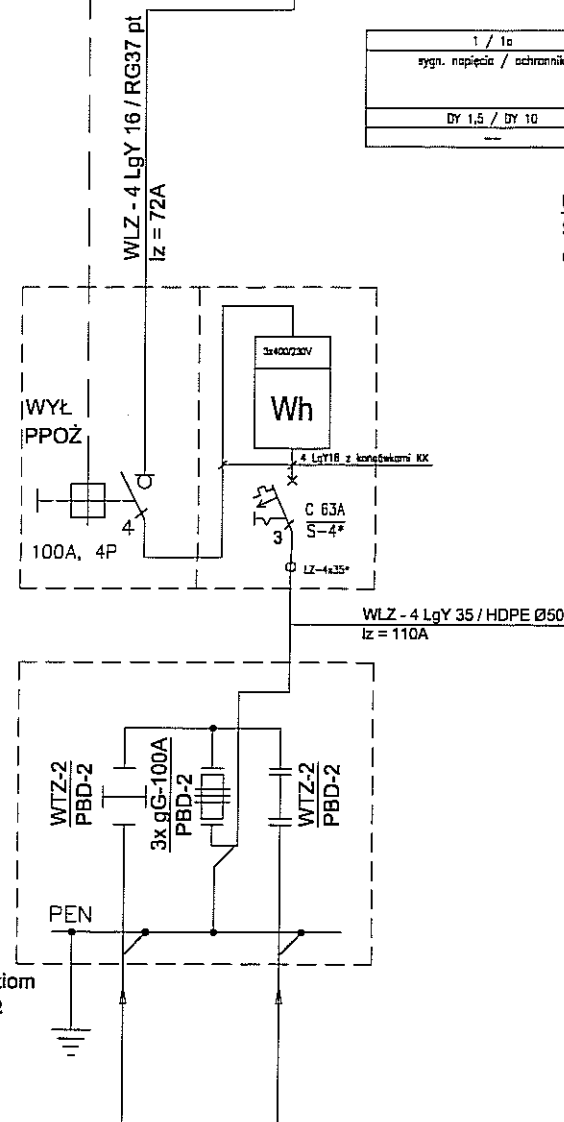 WLZ - 4 LgY 16 / RG37 pt
Iz = 72A
1 / 1a
sygn. napięcia / ochronnik
DY 1,5 / DY 10
WYŁ
PPOŻ
100A, 4P
4
3x400/230V
Wh
4 LgY16 z końcówkami KK
C 63A
S-4*
3
LZ-4x35*
WLZ - 4 LgY 35 / HDPE Ø50
Iz = 110A
WTZ-2
PBD-2
3x gG-100A
PBD-2
WTZ-2
PBD-2
PEN